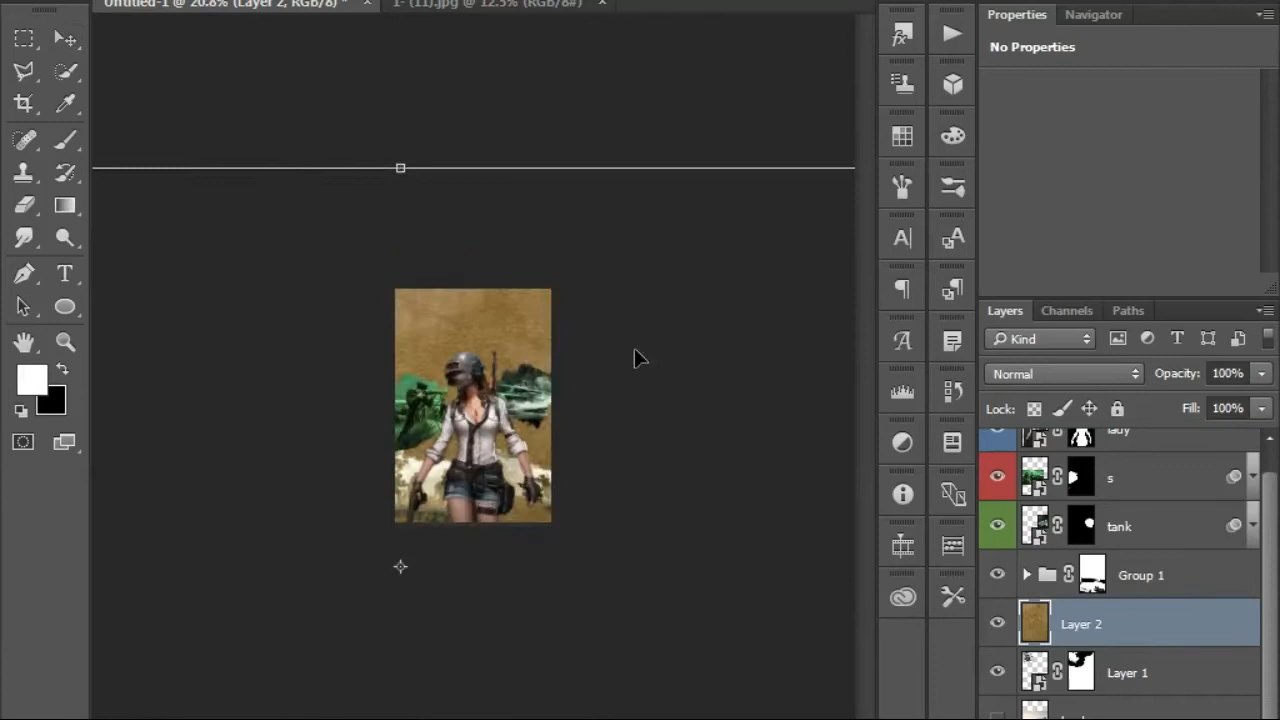 Untitled-1 @ 20.8% (Layer 2, RGB/8) *
1- (11).jpg @ 12.5% (RGB/8#)
Properties
Navigator
No Properties
Layers
Channels
Paths
Kind
Normal
Opacity: 100%
Lock:
Fill: 100%
lady
s
tank
Group 1
Layer 2
Layer 1